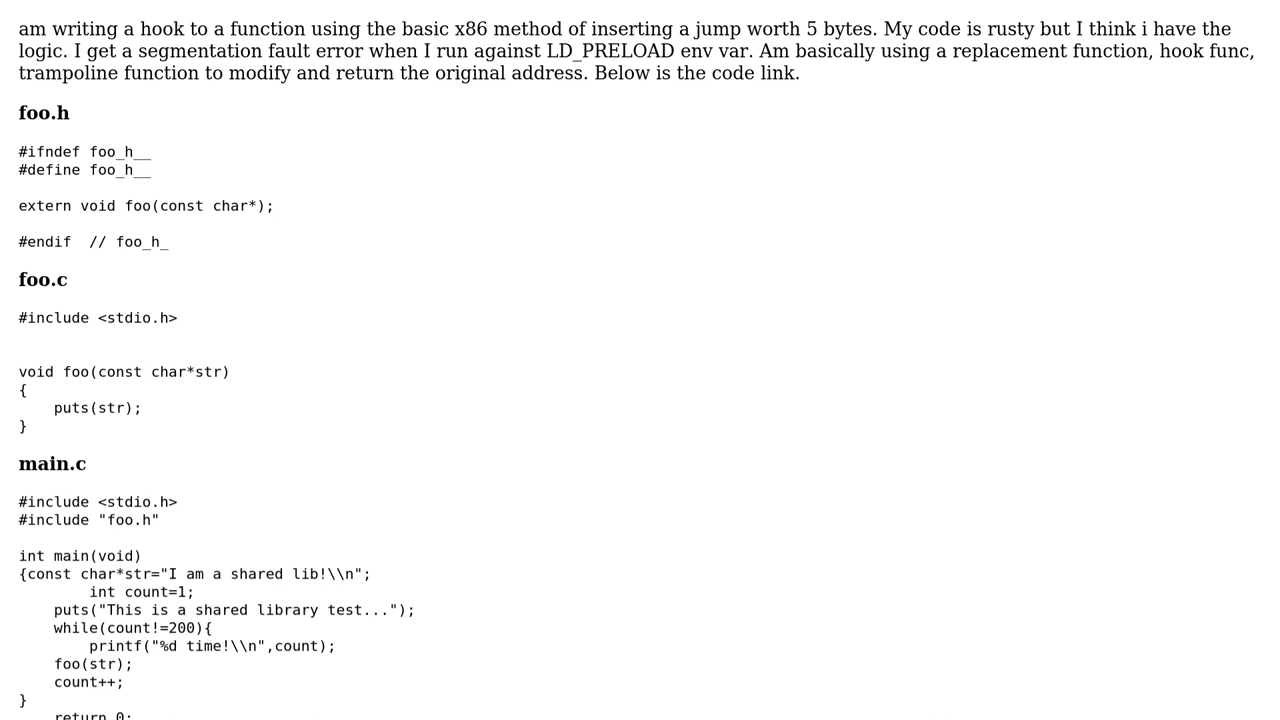 am writing a hook to a function using the basic x86 method of inserting a jump worth 5 bytes. My code is rusty but I think i have the
logic. I get a segmentation fault error when I run against LD_PRELOAD env var. Am basically using a replacement function, hook func,
trampoline function to modify and return the original address. Below is the code link.
foo.h
#ifndef foo_h__
#define foo_h__
extern void foo(const char*);
#endif  // foo_h_
foo.c
#include <stdio.h>
void foo(const char*str)
{
    puts(str);
}
main.c
#include <stdio.h>
#include "foo.h"
int main(void)
{const char*str="I am a shared lib!\\n";
        int count=1;
    puts("This is a shared library test...");
    while(count!=200){
        printf("%d time!\\n",count);
    foo(str);
    count++;
}
    return 0;